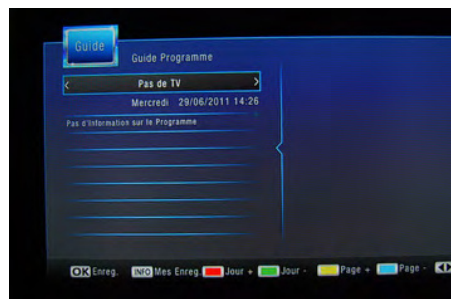 Guide
Guide Programme
< Pas de TV >
Mercredi 29/06/2011 14:26
Pas d'Information sur le Programme
OK Enreg. INFO Mes Enreg. Jour + Jour - Page + Page -